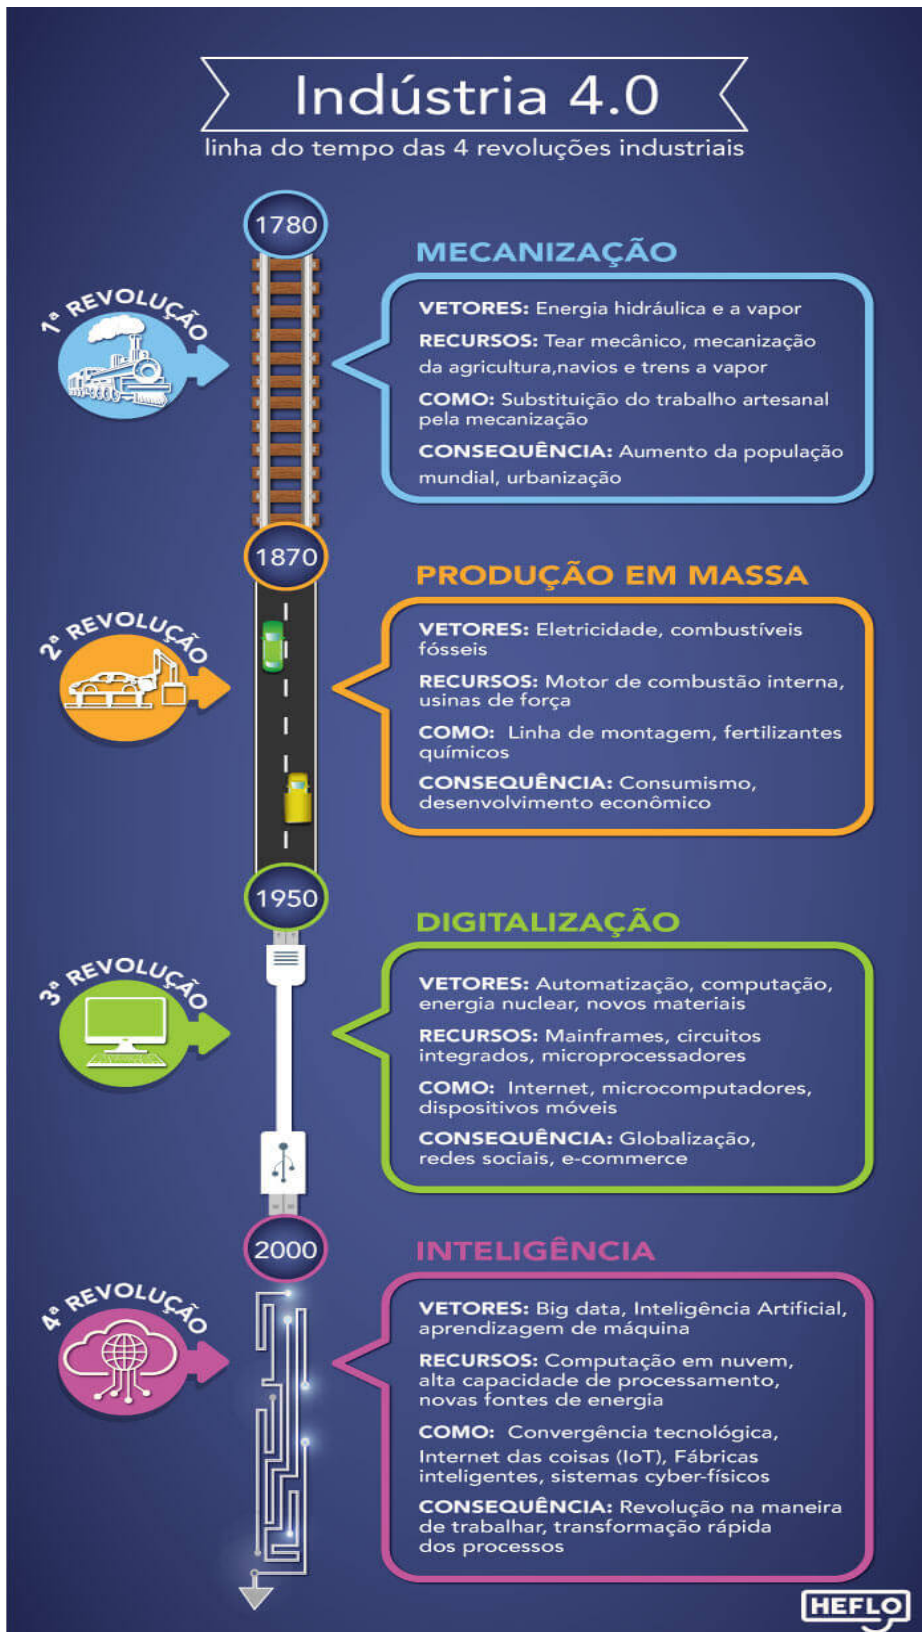 Indústria 4.0
linha do tempo das 4 revoluções industriais
1780
1ª REVOLUÇÃO
MECANIZAÇÃO
VETORES: Energia hidráulica e a vapor
RECURSOS: Tear mecânico, mecanização
da agricultura,navios e trens a vapor
COMO: Substituição do trabalho artesanal
pela mecanização
CONSEQUÊNCIA: Aumento da população
mundial, urbanização
1870
2ª REVOLUÇÃO
PRODUÇÃO EM MASSA
VETORES: Eletricidade, combustíveis
fósseis
RECURSOS: Motor de combustão interna,
usinas de força
COMO: Linha de montagem, fertilizantes
químicos
CONSEQUÊNCIA: Consumismo,
desenvolvimento econômico
1950
3ª REVOLUÇÃO
DIGITALIZAÇÃO
VETORES: Automatização, computação,
energia nuclear, novos materiais
RECURSOS: Mainframes, circuitos
integrados, microprocessadores
COMO: Internet, microcomputadores,
dispositivos móveis
CONSEQUÊNCIA: Globalização,
redes sociais, e-commerce
2000
4ª REVOLUÇÃO
INTELIGÊNCIA
VETORES: Big data, Inteligência Artificial,
aprendizagem de máquina
RECURSOS: Computação em nuvem,
alta capacidade de processamento,
novas fontes de energia
COMO: Convergência tecnológica,
Internet das coisas (IoT), Fábricas
inteligentes, sistemas cyber-físicos
CONSEQUÊNCIA: Revolução na maneira
de trabalhar, transformação rápida
dos processos
HEFLO